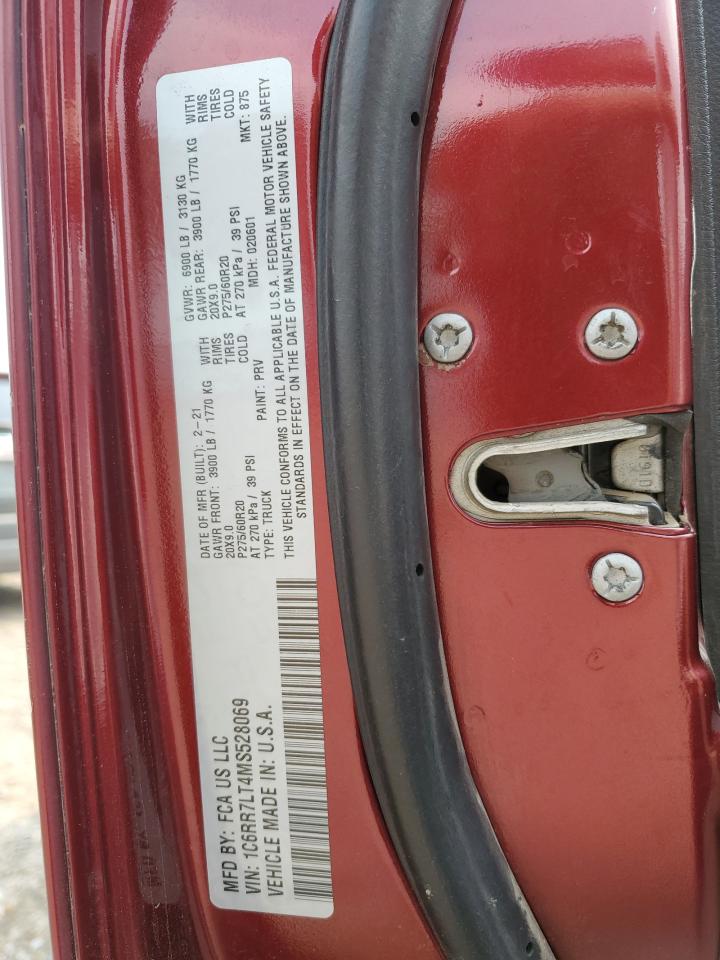 MFD BY: FCA US LLC
VIN: 1C6RR7LT4MS528069
VEHICLE MADE IN: U.S.A.
DATE OF MFR (BUILT): 2-21
GAWR FRONT: 3900 LB / 1770 KG WITH
20X9.0 RIMS
P275/60R20 TIRES
AT 270 kPa / 39 PSI COLD
TYPE: TRUCK PAINT: PRV
GVWR: 6900 LB / 3130 KG
GAWR REAR: 3900 LB / 1770 KG WITH
20X9.0 RIMS
P275/60R20 TIRES
AT 270 kPa / 39 PSI COLD
MDH: 020601 MKT: 875
THIS VEHICLE CONFORMS TO ALL APPLICABLE U.S.A. FEDERAL MOTOR VEHICLE SAFETY
STANDARDS IN EFFECT ON THE DATE OF MANUFACTURE SHOWN ABOVE.